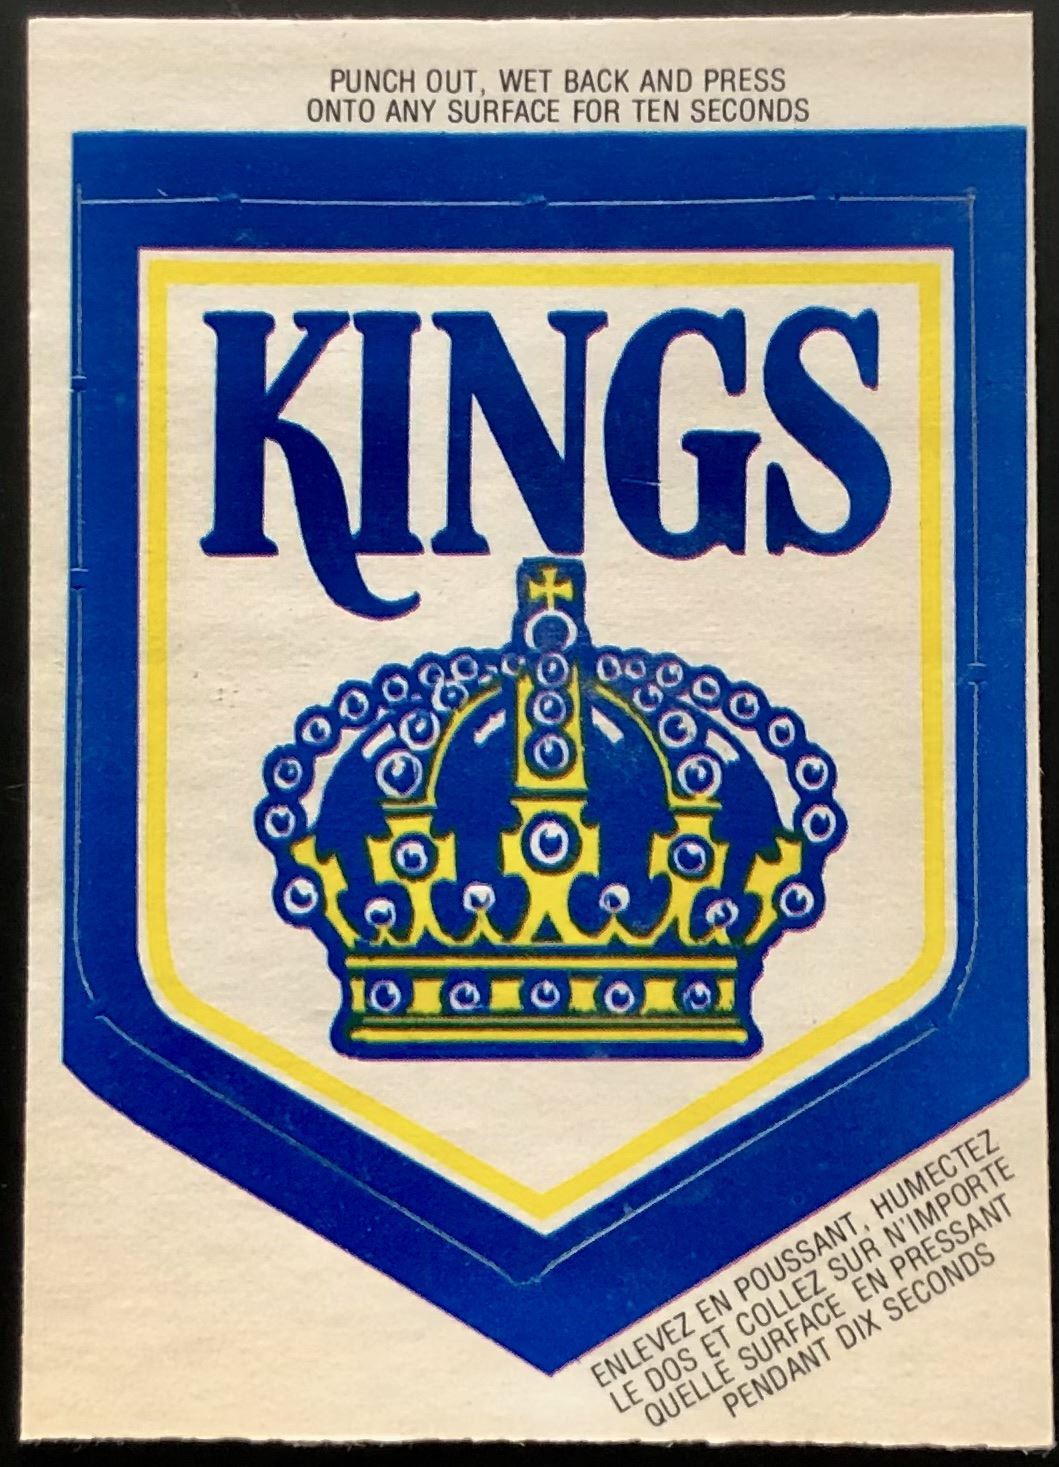 PUNCH OUT, WET BACK AND PRESS
ONTO ANY SURFACE FOR TEN SECONDS
KINGS
ENLEVEZ EN POUSSANT, HUMECTEZ
LE DOS ET COLLEZ SUR N'IMPORTE
QUELLE SURFACE EN PRESSANT
PENDANT DIX SECONDS